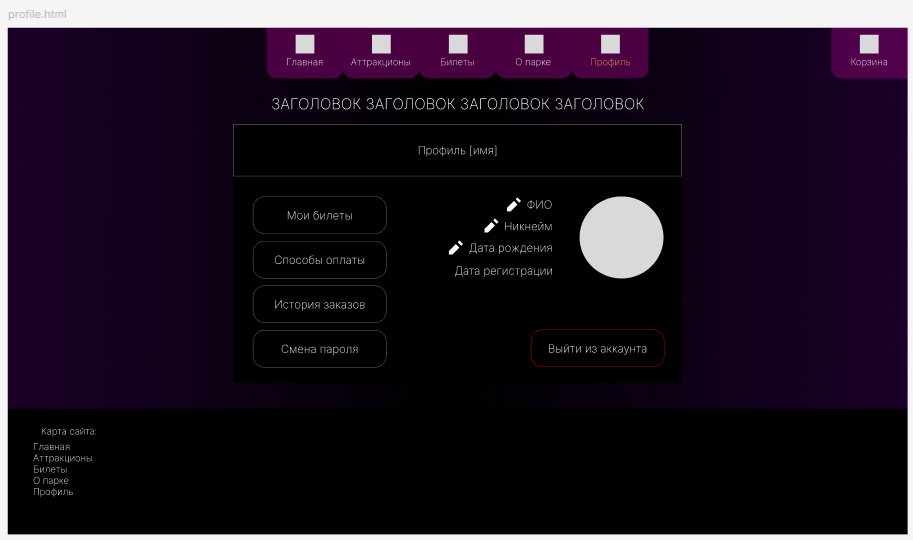 profile.html
Главная
Аттракционы
Билеты
О парке
Профиль
Корзина
ЗАГОЛОВОК ЗАГОЛОВОК ЗАГОЛОВОК ЗАГОЛОВОК
Профиль [имя]
Мои билеты
Способы оплаты
История заказов
Смена пароля
ФИО
Никнейм
Дата рождения
Дата регистрации
Выйти из аккаунта
Карта сайта:
Главная
Аттракционы
Билеты
О парке
Профиль